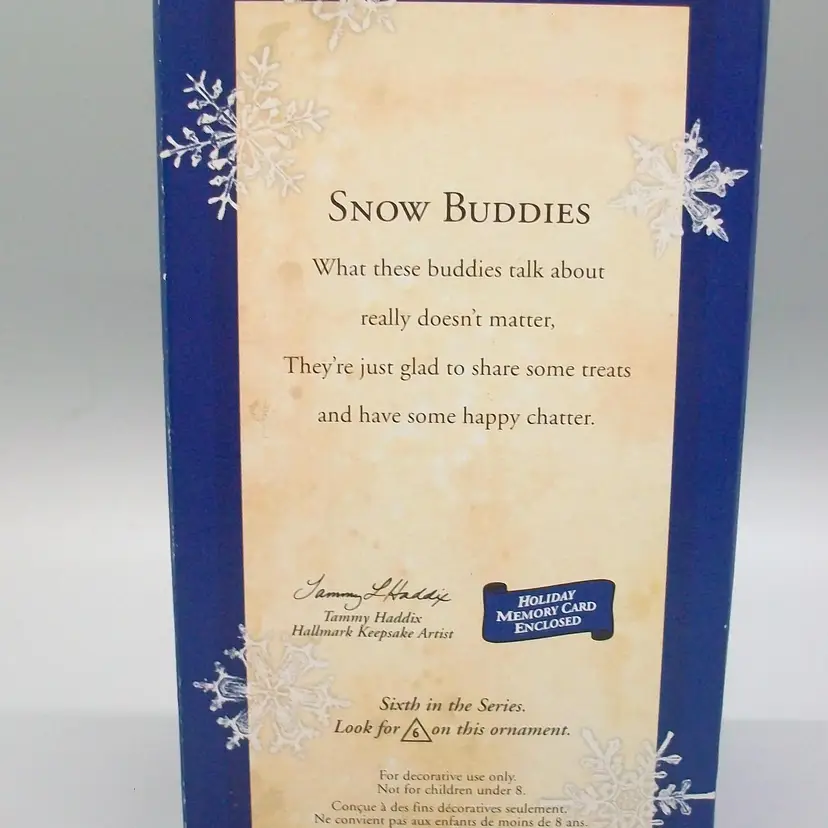 Snow Buddies
What these buddies talk about
really doesn't matter,
They're just glad to share some treats
and have some happy chatter.
Tammy L Haddix
Tammy Haddix
Hallmark Keepsake Artist
HOLIDAY
MEMORY CARD
ENCLOSED
Sixth in the Series.
Look for 6 on this ornament.
For decorative use only.
Not for children under 8.
Conçue à des fins décoratives seulement.
Ne convient pas aux enfants de moins de 8 ans.